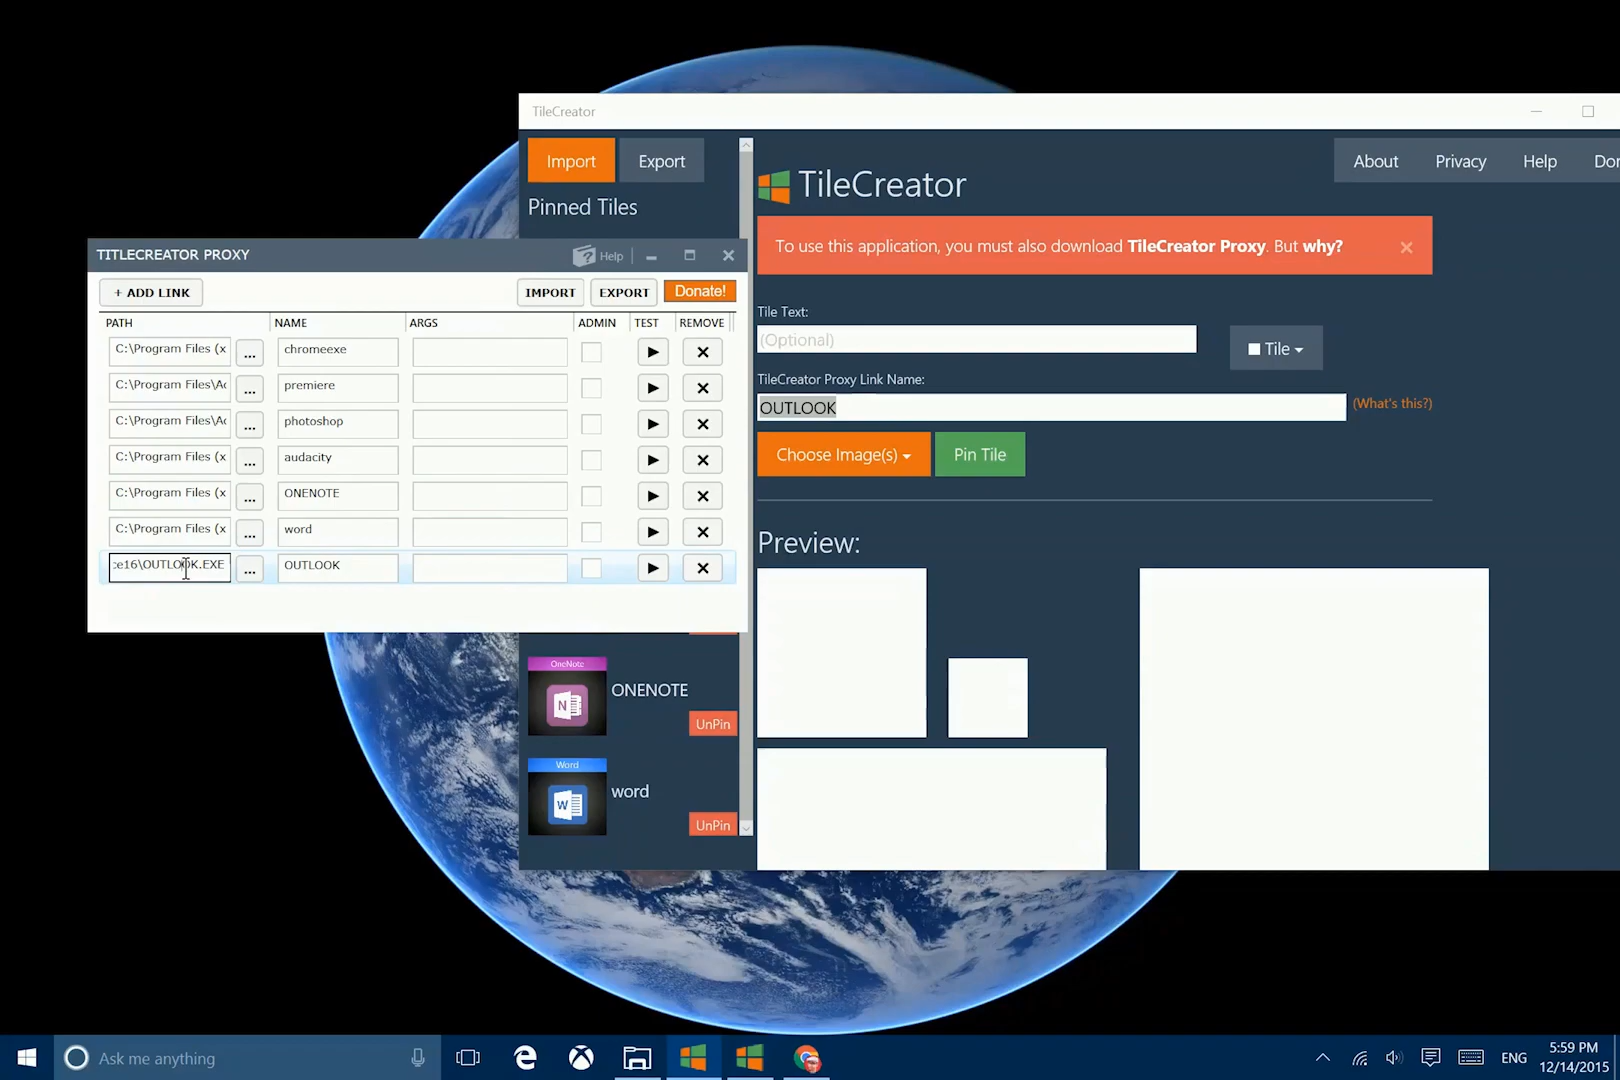 TileCreator
Import
Export
Pinned Tiles
TileCreator
About
Privacy
Help
Don
To use this application, you must also download TileCreator Proxy. But why?
Tile Text:
(Optional)
Tile
TileCreator Proxy Link Name:
OUTLOOK
(What's this?)
Choose Image(s)
Pin Tile
Preview:
TITLECREATOR PROXY
Help
+ ADD LINK
IMPORT
EXPORT
Donate!
PATH NAME ARGS ADMIN TEST REMOVE
C:\Program Files (x ... chromeexe
C:\Program Files\Ac ... premiere
C:\Program Files\Ac ... photoshop
C:\Program Files (x ... audacity
C:\Program Files (x ... ONENOTE
C:\Program Files (x ... word
ce16\OUTLOOK.EXE ... OUTLOOK
OneNote
N
ONENOTE
UnPin
Word
W
word
UnPin
Ask me anything
ENG
5:59 PM
12/14/2015